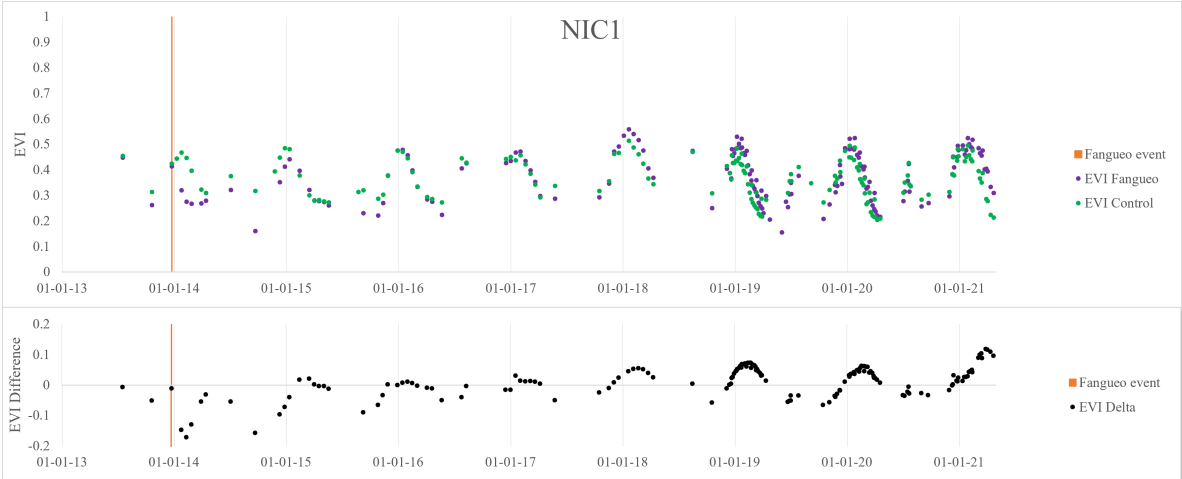 NIC1
1
0.9
0.8
0.7
0.6
0.5
0.4
0.3
0.2
0.1
0
EVI
01-01-13 01-01-14 01-01-15 01-01-16 01-01-17 01-01-18 01-01-19 01-01-20 01-01-21
Fangueo event
EVI Fangueo
EVI Control
0.2
0.1
0
-0.1
-0.2
EVI Difference
01-01-13 01-01-14 01-01-15 01-01-16 01-01-17 01-01-18 01-01-19 01-01-20 01-01-21
Fangueo event
EVI Delta